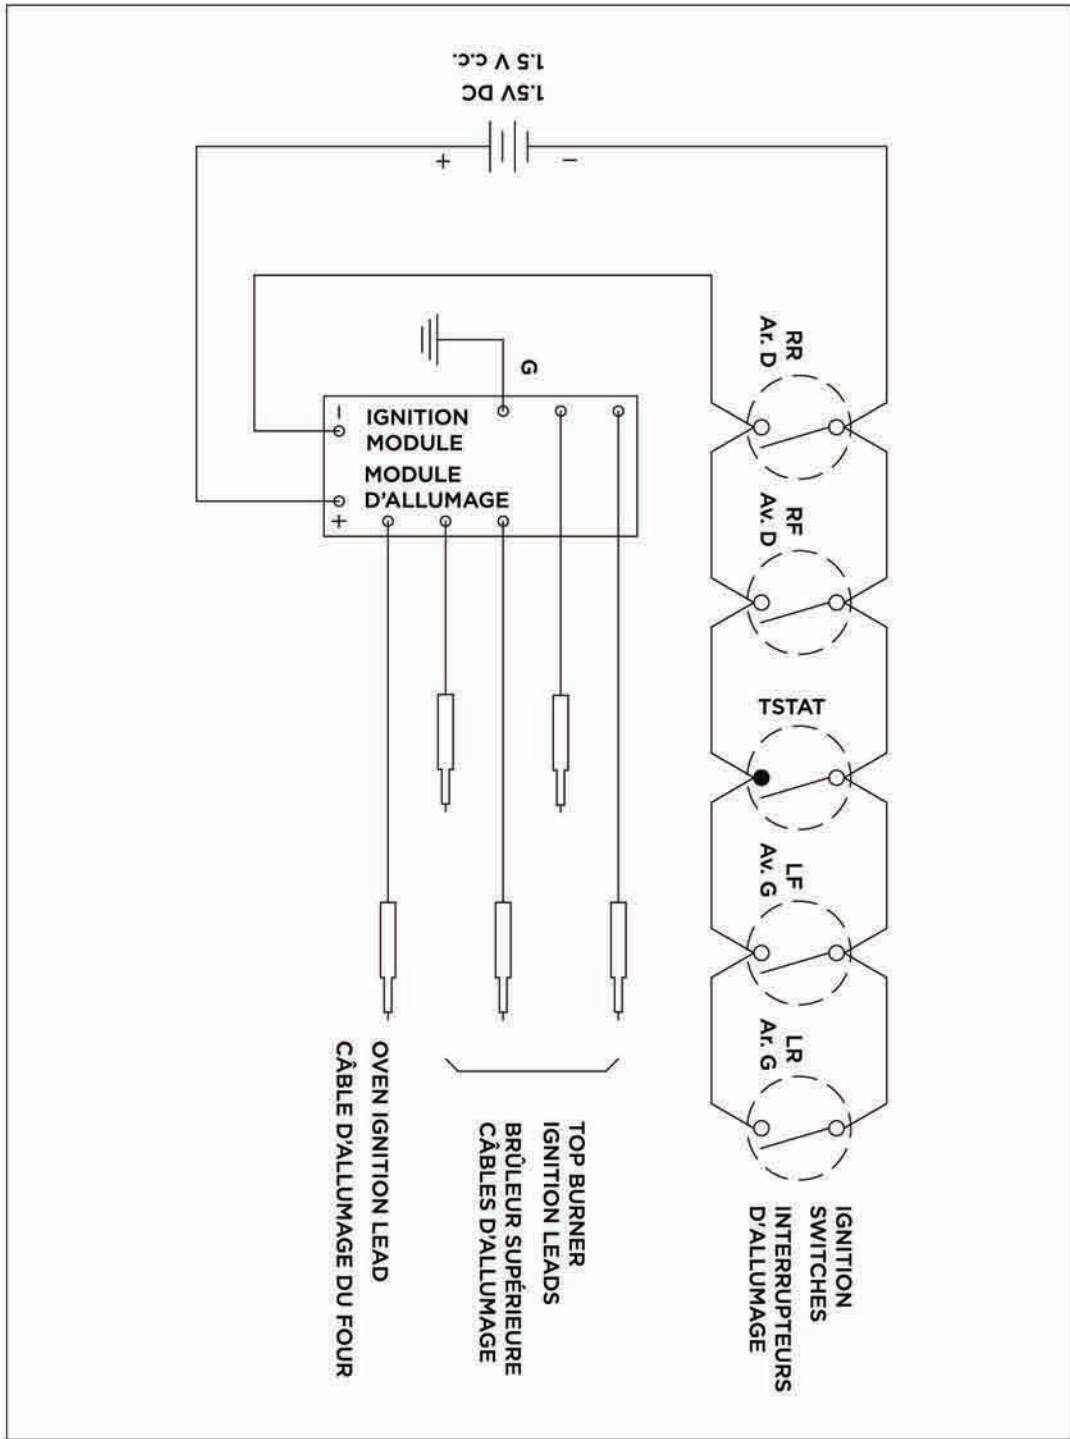 1.5 V c.c.
1.5V DC
+
−
G
−
IGNITION
MODULE
MODULE
D'ALLUMAGE
+
RR
Ar. D
RF
Av. D
TSTAT
LF
Av. G
LR
Ar. G
IGNITION
SWITCHES
INTERRUPTEURS
D'ALLUMAGE
TOP BURNER
IGNITION LEADS
BRÛLEUR SUPÉRIEURE
CÂBLES D'ALLUMAGE
OVEN IGNITION LEAD
CÂBLE D'ALLUMAGE DU FOUR